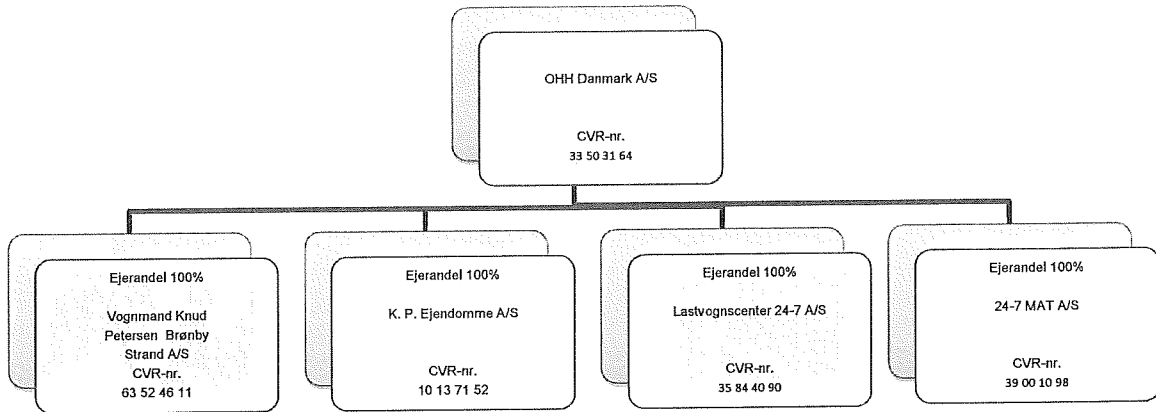 OHH Danmark A/S
CVR-nr.
33 50 31 64
Ejerandel 100%
Vognmand Knud
Petersen Brønby
Strand A/S
CVR-nr.
63 52 46 11
Ejerandel 100%
K. P. Ejendomme A/S
CVR-nr.
10 13 71 52
Ejerandel 100%
Lastvognscenter 24-7 A/S
CVR-nr.
35 84 40 90
Ejerandel 100%
24-7 MAT A/S
CVR-nr.
39 00 10 98